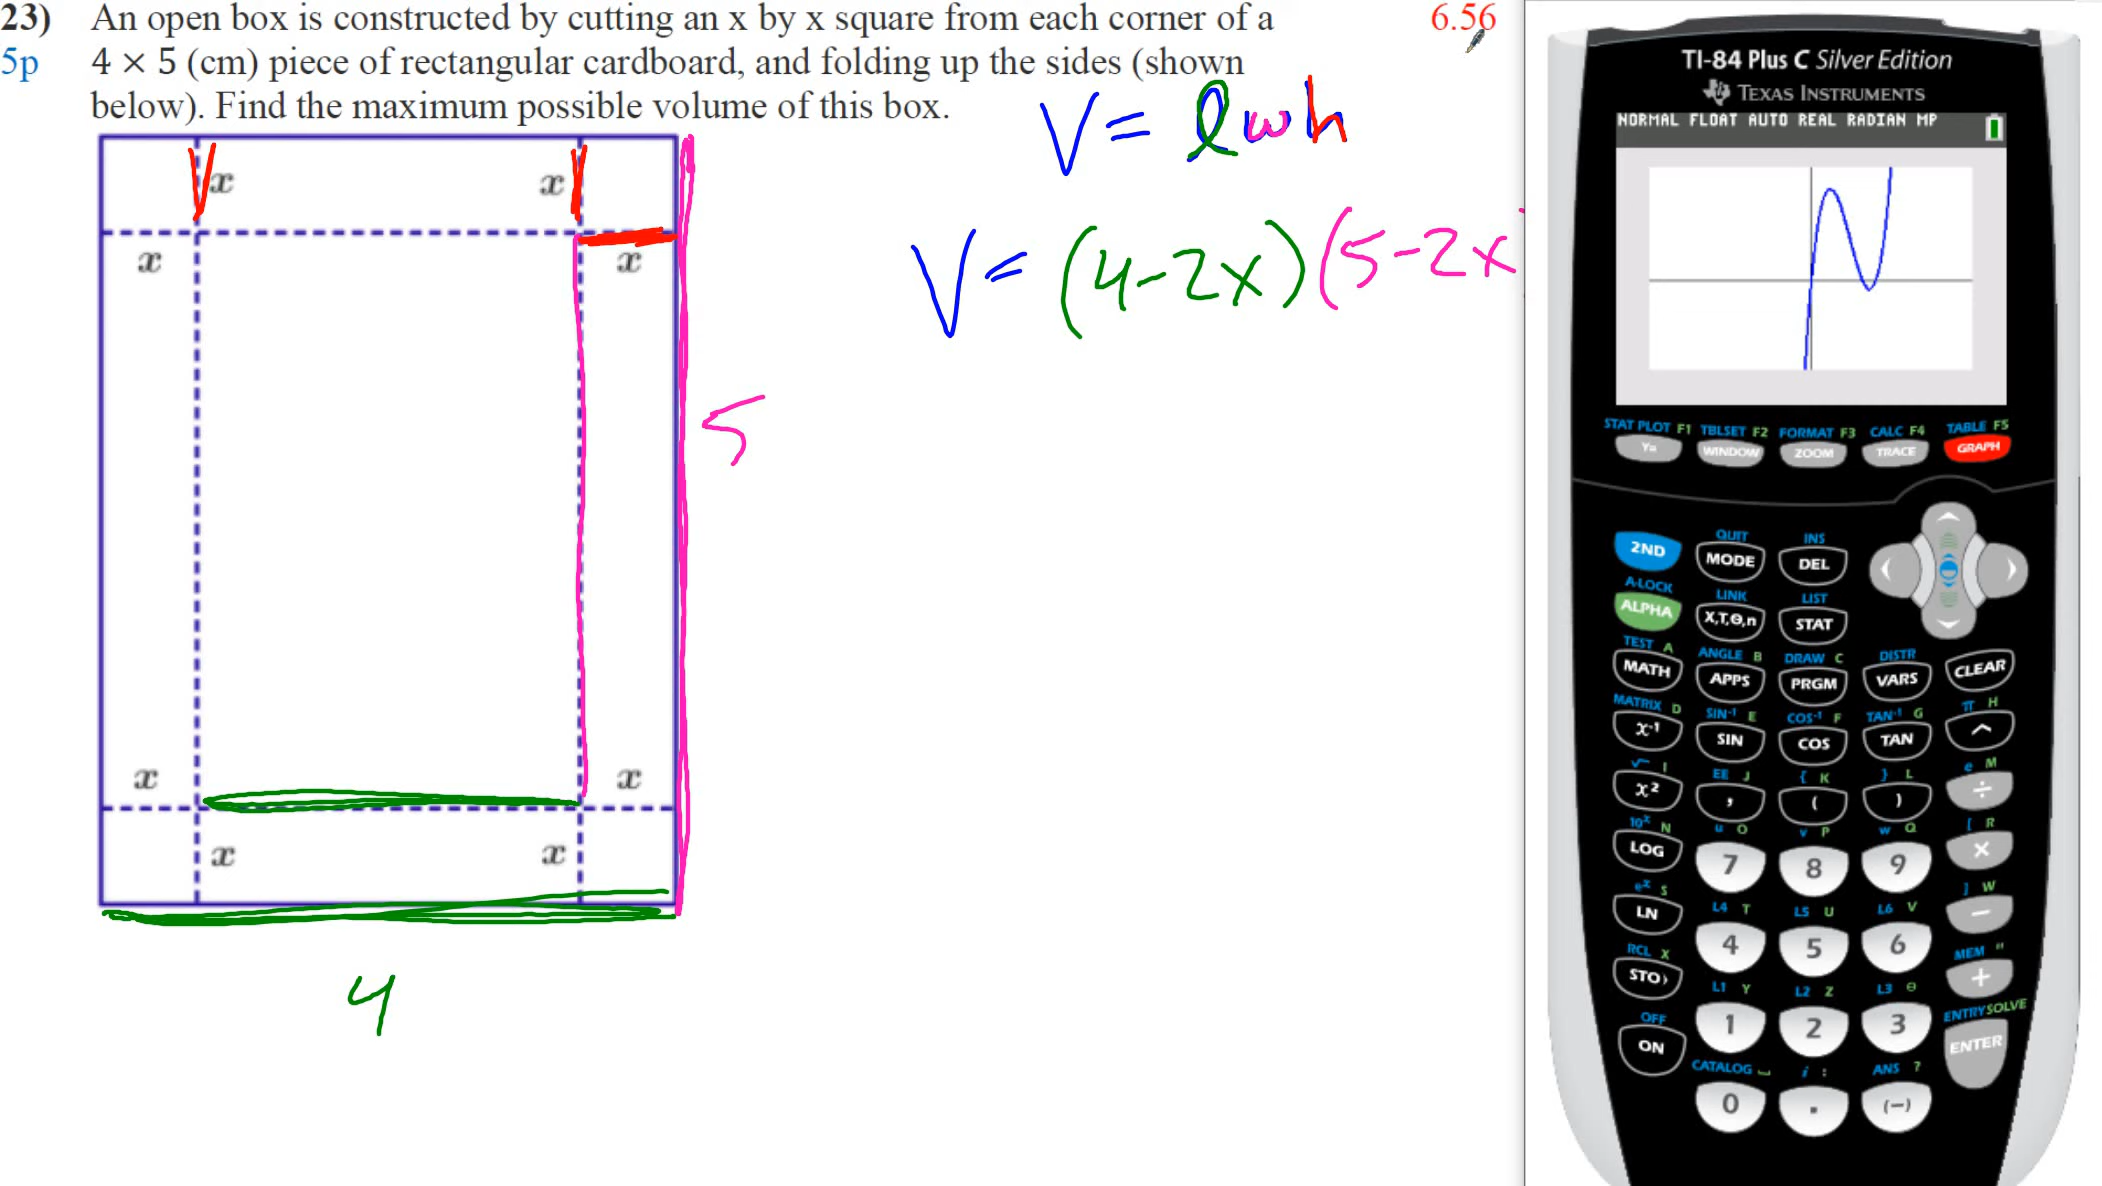 23) An open box is constructed by cutting an x by x square from each corner of a
5p 4 × 5 (cm) piece of rectangular cardboard, and folding up the sides (shown
below). Find the maximum possible volume of this box.
6.56
V = lwh
V = (4-2x)(5-2x
x x
x x
5
x x
x x
4
TI-84 Plus C Silver Edition
TEXAS INSTRUMENTS
NORMAL FLOAT AUTO REAL RADIAN MP
STAT PLOT F1 TBLSET F2 FORMAT F3 CALC F4 TABLE F5
Y= WINDOW ZOOM TRACE GRAPH
QUIT INS
2ND MODE DEL
A-LOCK LINK LIST
ALPHA X,T,Θ,n STAT
TEST A ANGLE B DRAW C DISTR
MATH APPS PRGM VARS CLEAR
MATRIX D SIN-1 E COS-1 F TAN-1 G π H
x-1 SIN COS TAN ^
√ I EE J { K } L e M
x² , ( ) ÷
10x N u O v P w Q [ R
LOG 7 8 9 ×
ex S L4 T L5 U L6 V ] W
LN 4 5 6 −
RCL X L1 Y L2 Z L3 θ MEM "
STO› 1 2 3 +
OFF CATALOG ⎵ i : ANS ? ENTRY SOLVE
ON 0 . (−) ENTER